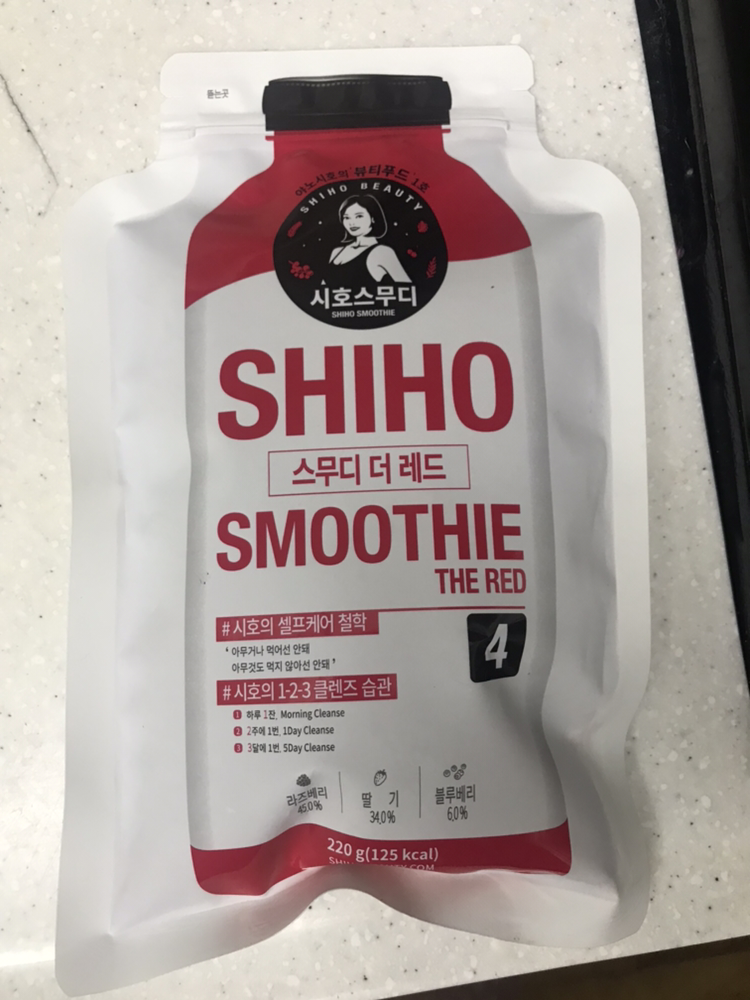 뜯는곳
야노시호의 뷰티푸드 1호
SHIHO BEAUTY
시호스무디
SHIHO SMOOTHIE
SHIHO
스무디 더 레드
SMOOTHIE
THE RED
#시호의 셀프케어 철학
4
‘ 아무거나 먹어선 안돼
아무것도 먹지 않아선 안돼 ’
#시호의 1-2-3 클렌즈 습관
1 하루 1잔, Morning Cleanse
2 2주에 1번, 1Day Cleanse
3 3달에 1번, 5Day Cleanse
라즈베리 딸 기 블루베리
45.0% 34.0% 6.0%
220 g(125 kcal)